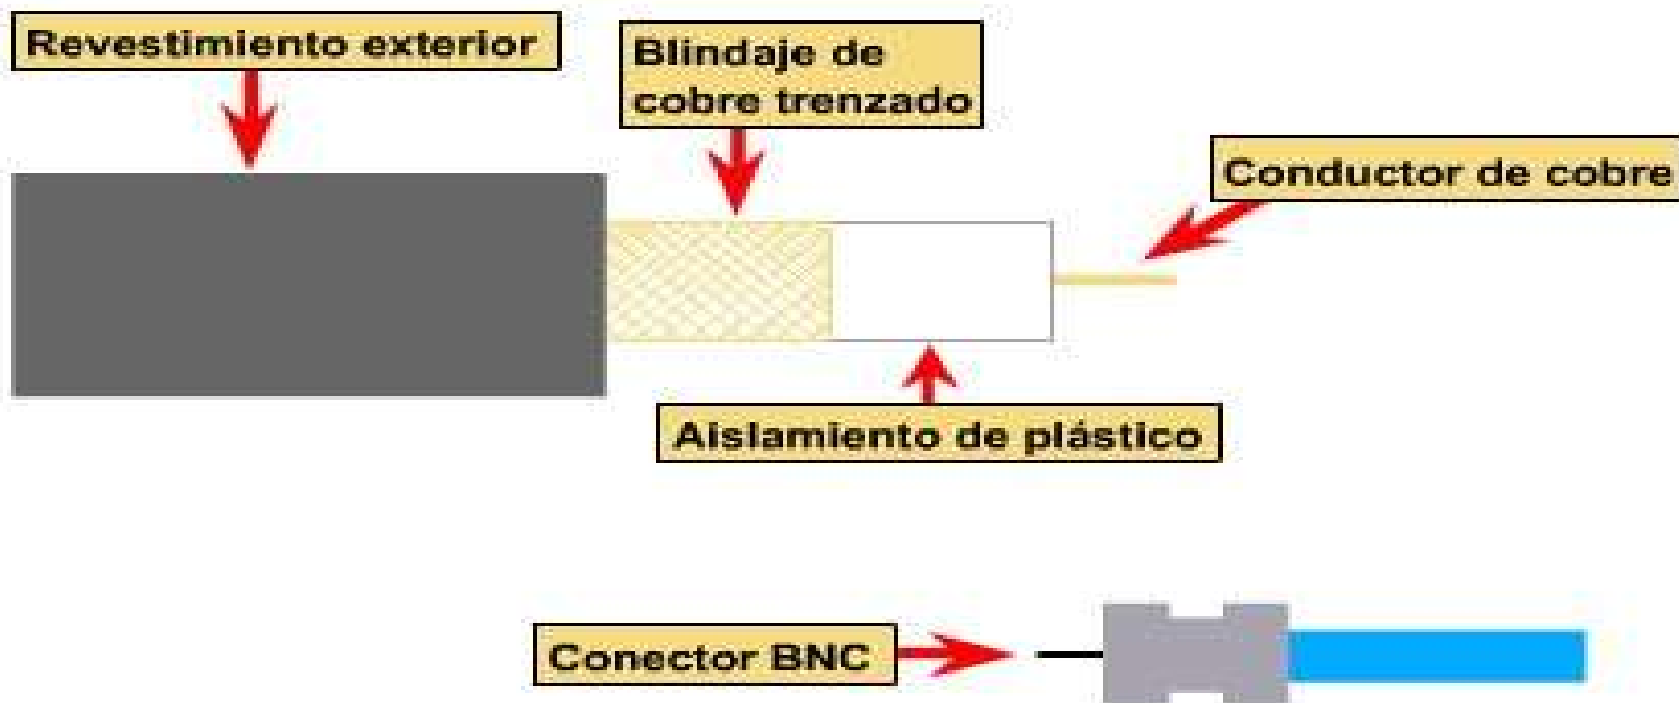 Revestimiento exterior
Blindaje de
cobre trenzado
Conductor de cobre
Aislamiento de plástico
Conector BNC